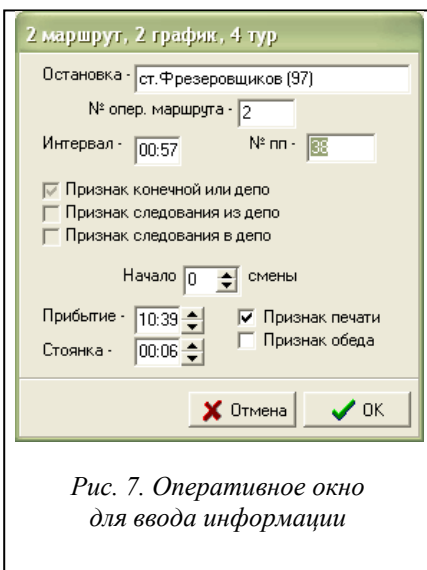 2 маршрут, 2 график, 4 тур
Остановка - ст.Фрезеровщиков (97)
№ опер. маршрута - 2
Интервал - 00:57 № пп - 38
Признак конечной или депо
Признак следования из депо
Признак следования в депо
Начало 0 смены
Прибытие - 10:39 Признак печати
Стоянка - 00:06 Признак обеда
Отмена OK
Рис. 7. Оперативное окно
для ввода информации